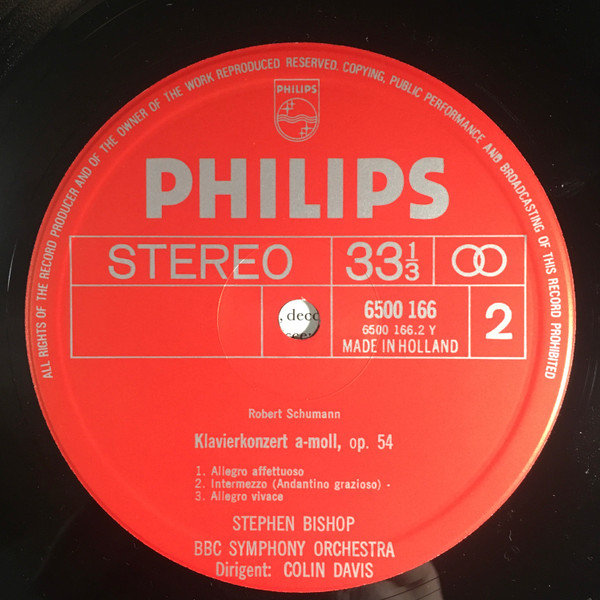 ALL RIGHTS OF THE RECORD PRODUCER AND OF THE OWNER OF THE WORK REPRODUCED RESERVED. COPYING, PUBLIC PERFORMANCE AND BROADCASTING OF THIS RECORD PROHIBITED
PHILIPS
PHILIPS
STEREO
33 1/3
6500 166
6500 166.2 Y
MADE IN HOLLAND
2
, deco
Robert Schumann
Klavierkonzert a-moll, op. 54
1. Allegro affettuoso
2. Intermezzo (Andantino grazioso) -
3. Allegro vivace
STEPHEN BISHOP
BBC SYMPHONY ORCHESTRA
Dirigent: COLIN DAVIS